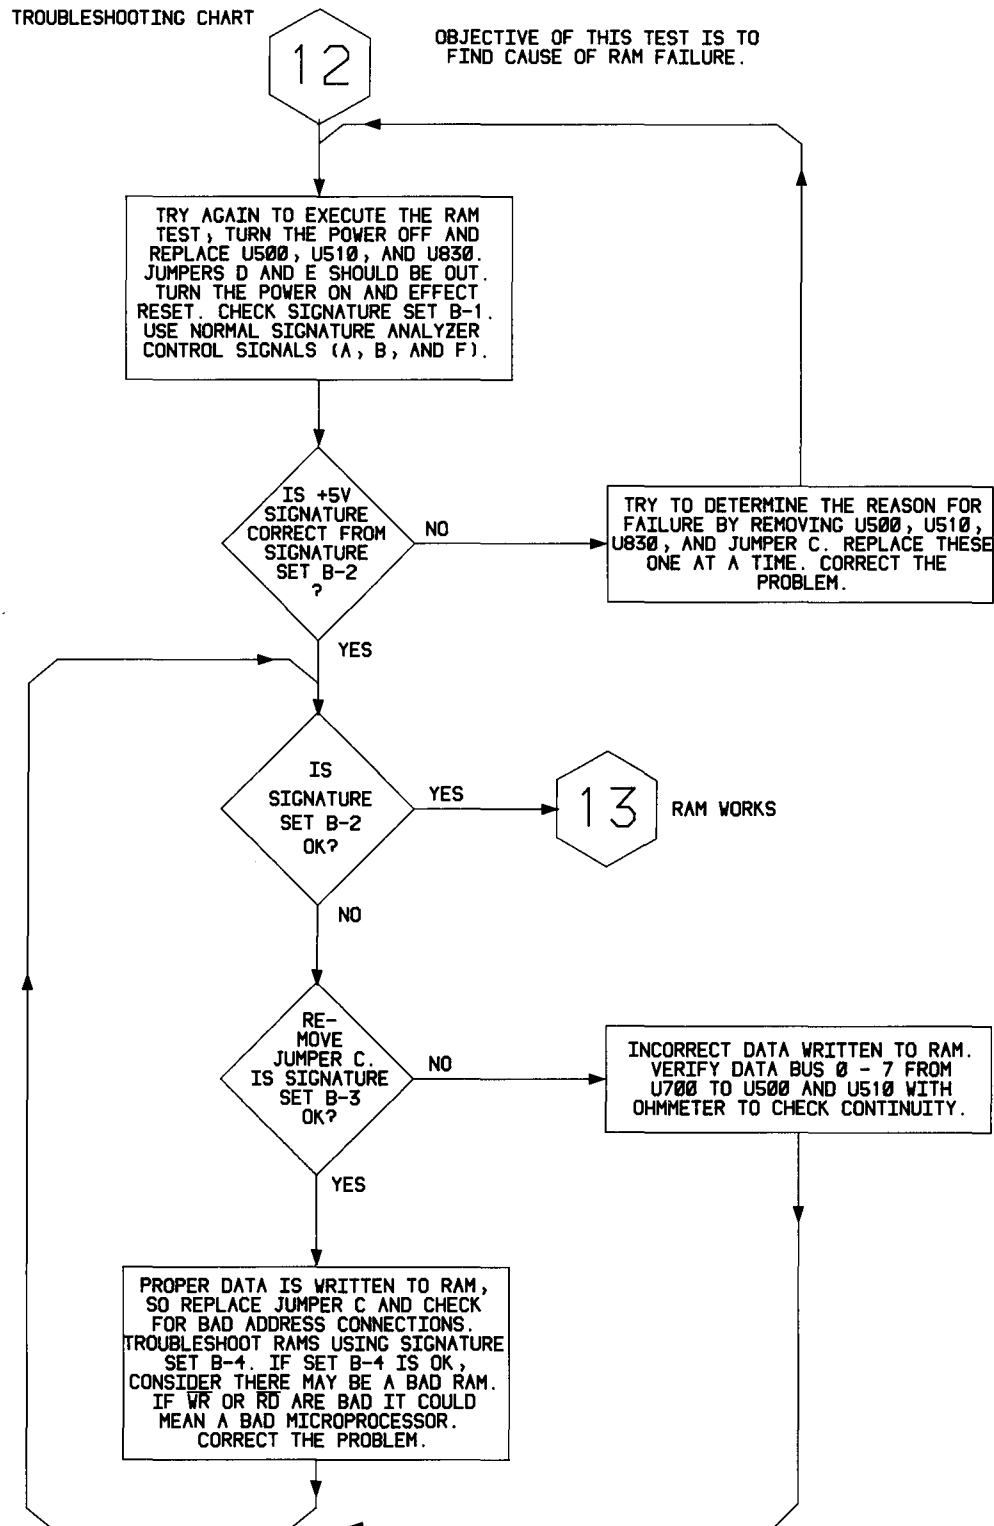 TROUBLESHOOTING CHART
12
OBJECTIVE OF THIS TEST IS TO
FIND CAUSE OF RAM FAILURE.
TRY AGAIN TO EXECUTE THE RAM
TEST, TURN THE POWER OFF AND
REPLACE U500, U510, AND U830.
JUMPERS D AND E SHOULD BE OUT.
TURN THE POWER ON AND EFFECT
RESET. CHECK SIGNATURE SET B-1.
USE NORMAL SIGNATURE ANALYZER
CONTROL SIGNALS (A, B, AND F).
IS +5V
SIGNATURE
CORRECT FROM
SIGNATURE
SET B-2
?
NO
TRY TO DETERMINE THE REASON FOR
FAILURE BY REMOVING U500, U510,
U830, AND JUMPER C. REPLACE THESE
ONE AT A TIME. CORRECT THE
PROBLEM.
YES
IS
SIGNATURE
SET B-2
OK?
YES
13
RAM WORKS
NO
RE-
MOVE
JUMPER C.
IS SIGNATURE
SET B-3
OK?
NO
INCORRECT DATA WRITTEN TO RAM.
VERIFY DATA BUS 0 - 7 FROM
U700 TO U500 AND U510 WITH
OHMMETER TO CHECK CONTINUITY.
YES
PROPER DATA IS WRITTEN TO RAM,
SO REPLACE JUMPER C AND CHECK
FOR BAD ADDRESS CONNECTIONS.
TROUBLESHOOT RAMS USING SIGNATURE
SET B-4. IF SET B-4 IS OK,
CONSIDER THERE MAY BE A BAD RAM.
IF W̅R̅ OR R̅D̅ ARE BAD IT COULD
MEAN A BAD MICROPROCESSOR.
CORRECT THE PROBLEM.